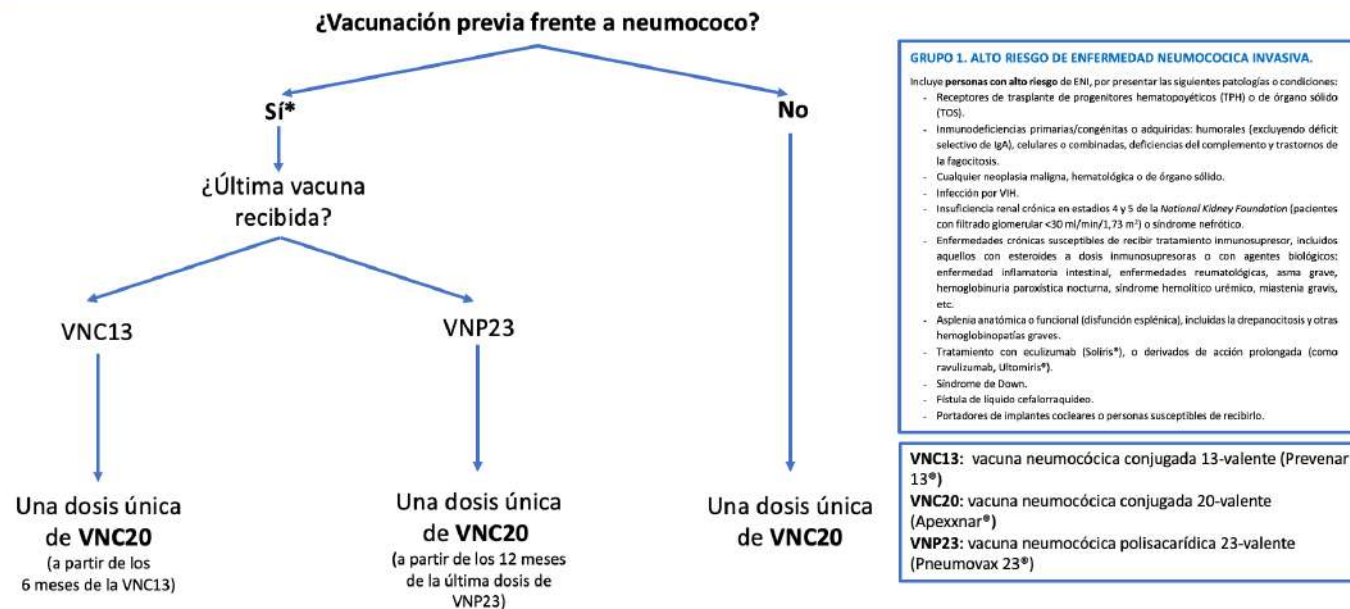 ¿Vacunación previa frente a neumococo?
Sí*
No
¿Última vacuna
recibida?
VNC13
VNP23
Una dosis única
de VNC20
(a partir de los
6 meses de la VNC13)
Una dosis única
de VNC20
(a partir de los 12 meses
de la última dosis de
VNP23)
Una dosis única
de VNC20
GRUPO 1. ALTO RIESGO DE ENFERMEDAD NEUMOCOCICA INVASIVA.
Incluye personas con alto riesgo de ENI, por presentar las siguientes patologías o condiciones:
- Receptores de trasplante de progenitores hematopoyéticos (TPH) o de órgano sólido
(TOS).
- Inmunodeficiencias primarias/congénitas o adquiridas: humorales (excluyendo déficit
selectivo de IgA), celulares o combinadas, deficiencias del complemento y trastornos de
la fagocitosis.
- Cualquier neoplasia maligna, hematológica o de órgano sólido.
- Infección por VIH.
- Insuficiencia renal crónica en estadios 4 y 5 de la National Kidney Foundation (pacientes
con filtrado glomerular <30 ml/min/1,73 m²) o síndrome nefrótico.
- Enfermedades crónicas susceptibles de recibir tratamiento inmunosupresor, incluidos
aquellos con esteroides a dosis inmunosupresoras o con agentes biológicos:
enfermedad inflamatoria intestinal, enfermedades reumatológicas, asma grave,
hemoglobinuria paroxística nocturna, síndrome hemolítico urémico, miastenia gravis,
etc.
- Asplenia anatómica o funcional (disfunción esplénica), incluidas la drepanocitosis y otras
hemoglobinopatías graves.
- Tratamiento con eculizumab (Soliris®), o derivados de acción prolongada (como
ravulizumab, Ultomiris®).
- Síndrome de Down.
- Fístula de líquido cefalorraquídeo.
- Portadores de implantes cocleares o personas susceptibles de recibirlo.
VNC13: vacuna neumocócica conjugada 13-valente (Prevenar
13®)
VNC20: vacuna neumocócica conjugada 20-valente
(Apexxnar®)
VNP23: vacuna neumocócica polisacarídica 23-valente
(Pneumovax 23®)